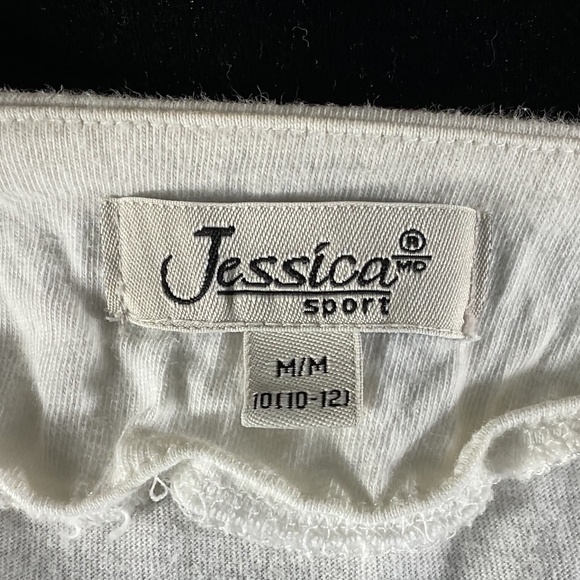 Jessica ® MD
sport
M/M
10(10-12)